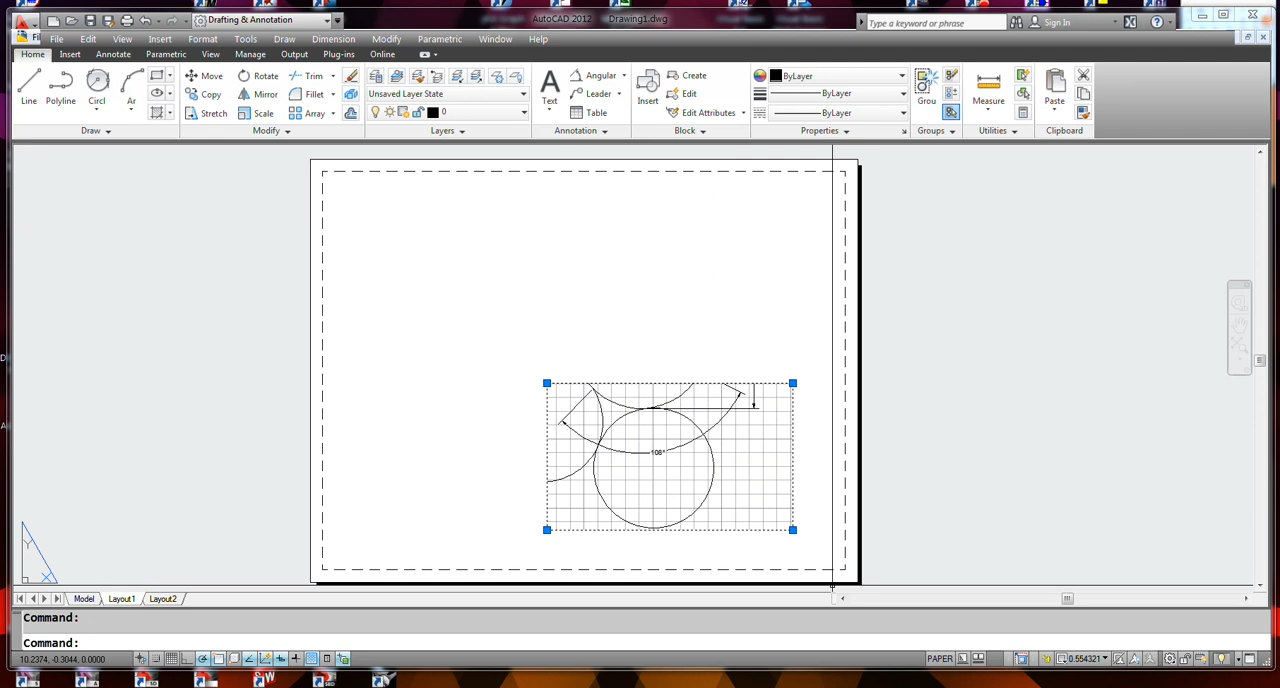 Drafting & Annotation
AutoCAD 2012 Drawing1.dwg
Type a keyword or phrase
Sign In
Fil
File Edit View Insert Format Tools Draw Dimension Modify Parametric Window Help
Home Insert Annotate Parametric View Manage Output Plug-ins Online
Line
Polyline
Circl
Ar
Draw
Move
Copy
Stretch
Rotate
Mirror
Scale
Trim
Fillet
Array
Modify
Unsaved Layer State
0
Layers
Text
Angular
Leader
Table
Annotation
Insert
Create
Edit
Edit Attributes
Block
ByLayer
ByLayer
ByLayer
Properties
Grou
Groups
Measure
Utilities
Paste
Clipboard
108°
Y
X
Model Layout1 Layout2
Command:
Command:
10.2374, -0.3044, 0.0000
PAPER
0.554321